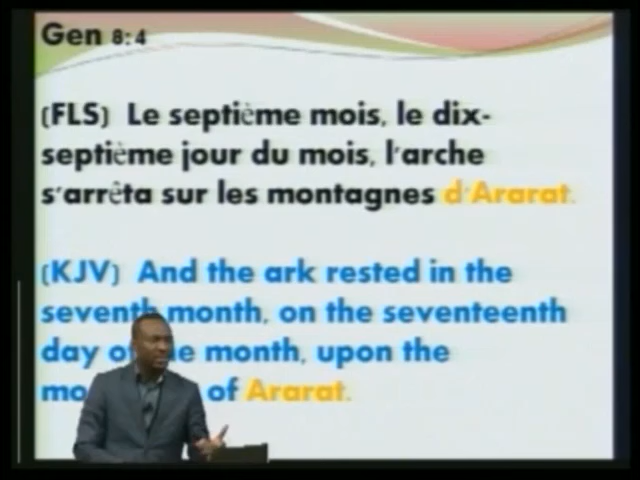 Gen 8:4
(FLS) Le septième mois, le dix-
septième jour du mois, l'arche
s'arrêta sur les montagnes d'Ararat.
(KJV) And the ark rested in the
seventh month, on the seventeenth
day of month, upon the
of Ararat.